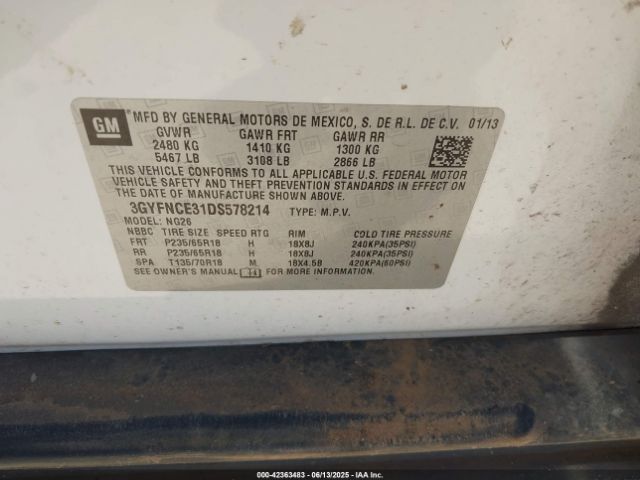 GM
MFD BY GENERAL MOTORS DE MEXICO, S. DE R.L. DE C.V. 01/13
GVWR GAWR FRT GAWR RR
2480 KG 1410 KG 1300 KG
5467 LB 3108 LB 2866 LB
THIS VEHICLE CONFORMS TO ALL APPLICABLE U.S. FEDERAL MOTOR
VEHICLE SAFETY, BUMPER, AND THEFT PREVENTION STANDARDS IN EFFECT ON THE
DATE OF MANUFACTURE SHOWN ABOVE.
3GYFNCE31DS578214 TYPE: M.P.V.
MODEL: NG26
NBBC TIRE SIZE SPEED RTG RIM COLD TIRE PRESSURE
FRT P235/65R18 H 18X8J 240KPA(35PSI)
RR P235/65R18 H 18X8J 240KPA(35PSI)
SPA T135/70R18 M 18X4.5B 420KPA(60PSI)
SEE OWNER'S MANUAL FOR MORE INFORMATION.
000-42363483 - 06/13/2025 - IAA Inc.